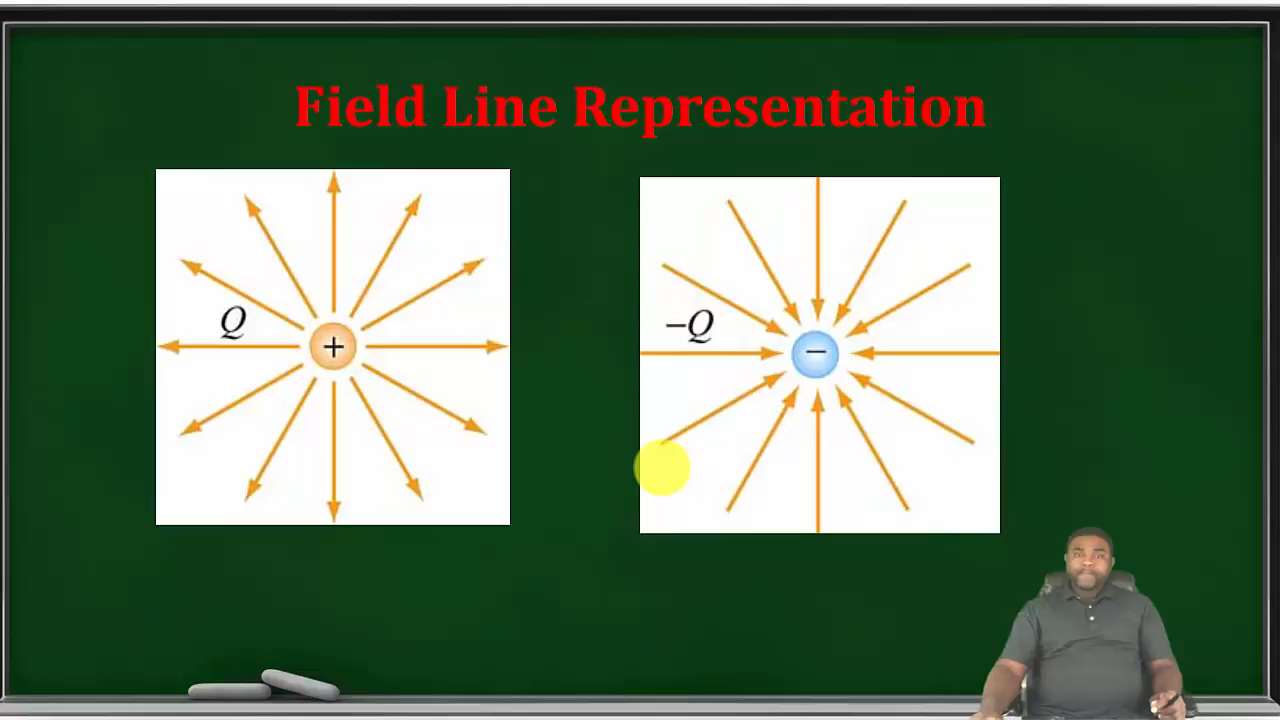 Field Line Representation
Q
+
−Q
−